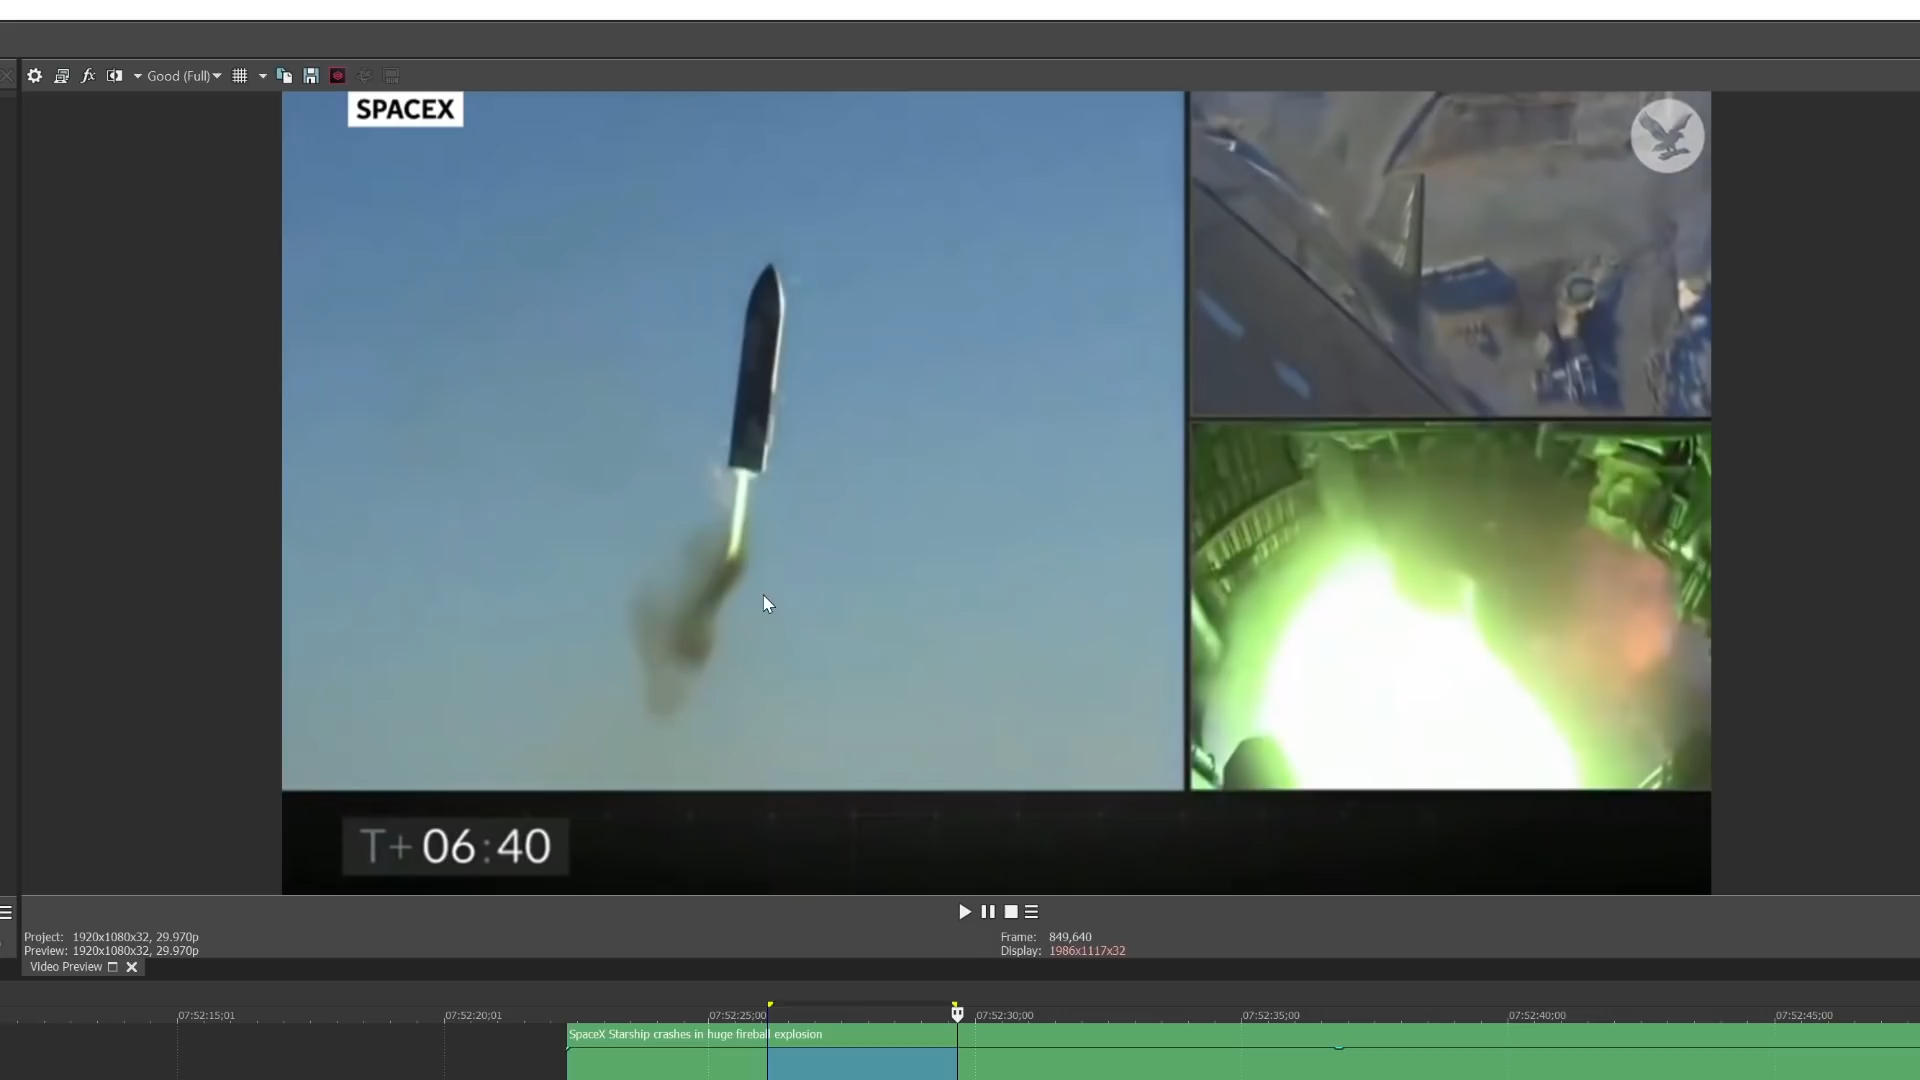 Good (Full)
SPACEX
T+ 06:40
Project: 1920x1080x32, 29.970p
Preview: 1920x1080x32, 29.970p
Frame: 849,640
Display: 1986x1117x32
Video Preview
07:52:15;01
07:52:20;01
07:52:25;00
07:52:30;00
07:52:35;00
07:52:40;00
07:52:45;00
SpaceX Starship crashes in huge fireball explosion